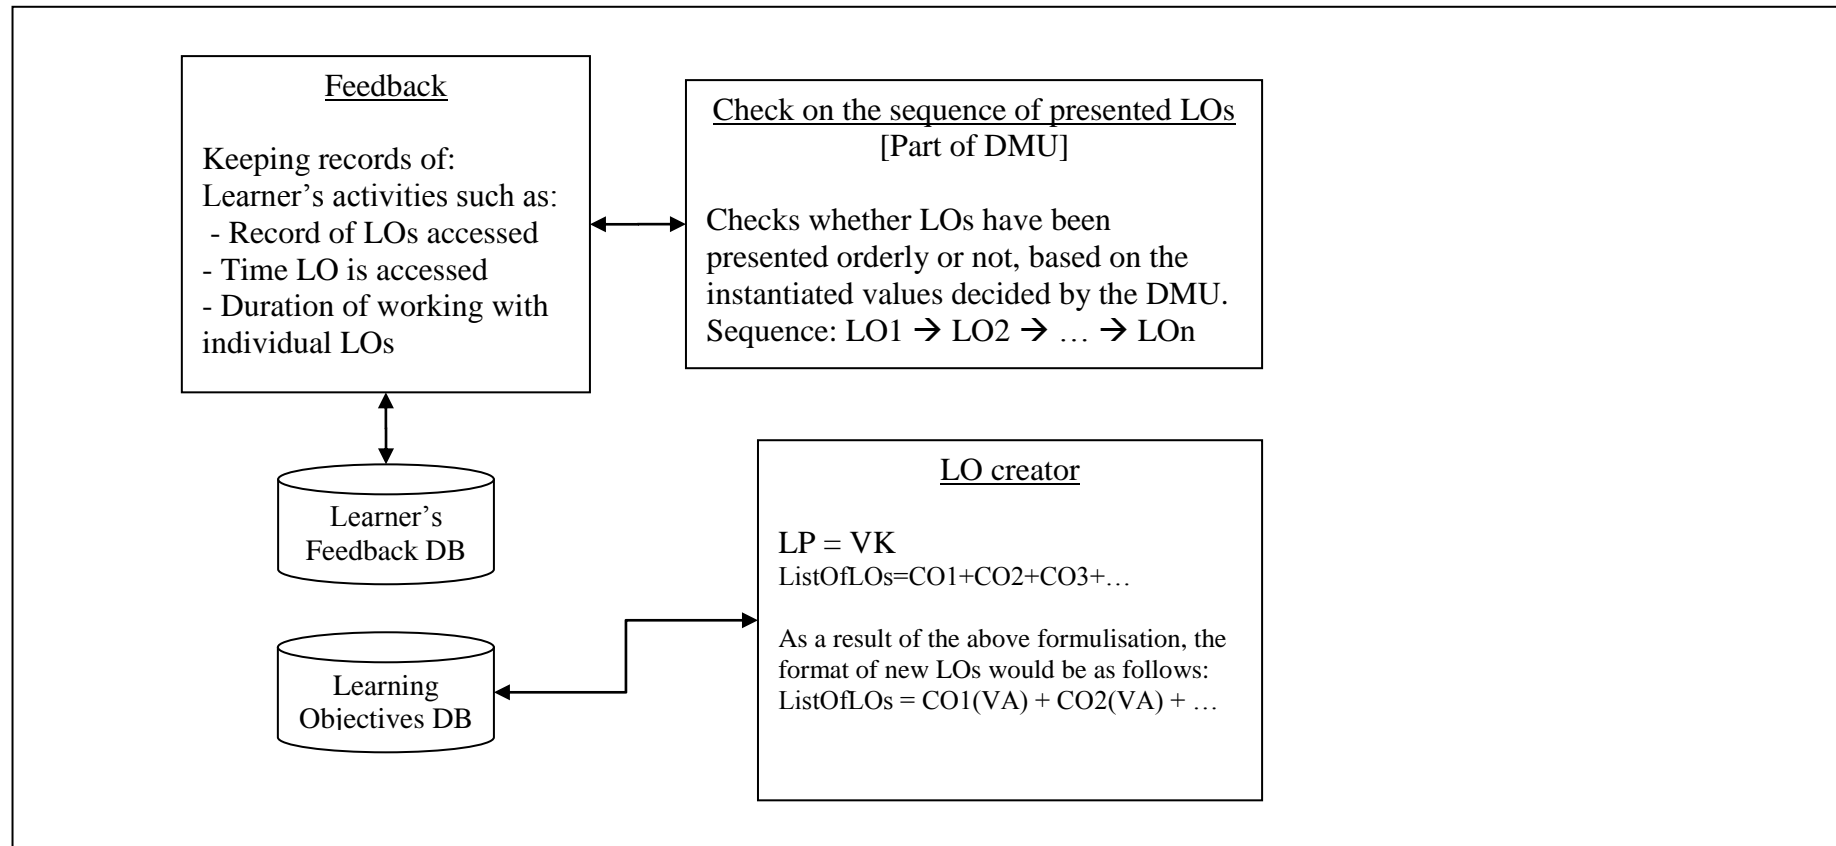 Feedback
Keeping records of:
Learner’s activities such as:
- Record of LOs accessed
- Time LO is accessed
- Duration of working with
individual LOs
Check on the sequence of presented LOs
[Part of DMU]
Checks whether LOs have been
presented orderly or not, based on the
instantiated values decided by the DMU.
Sequence: LO1 → LO2 → … → LOn
Learner’s
Feedback DB
LO creator
LP = VK
ListOfLOs=CO1+CO2+CO3+…
As a result of the above formulisation, the
format of new LOs would be as follows:
ListOfLOs = CO1(VA) + CO2(VA) + …
Learning
Objectives DB